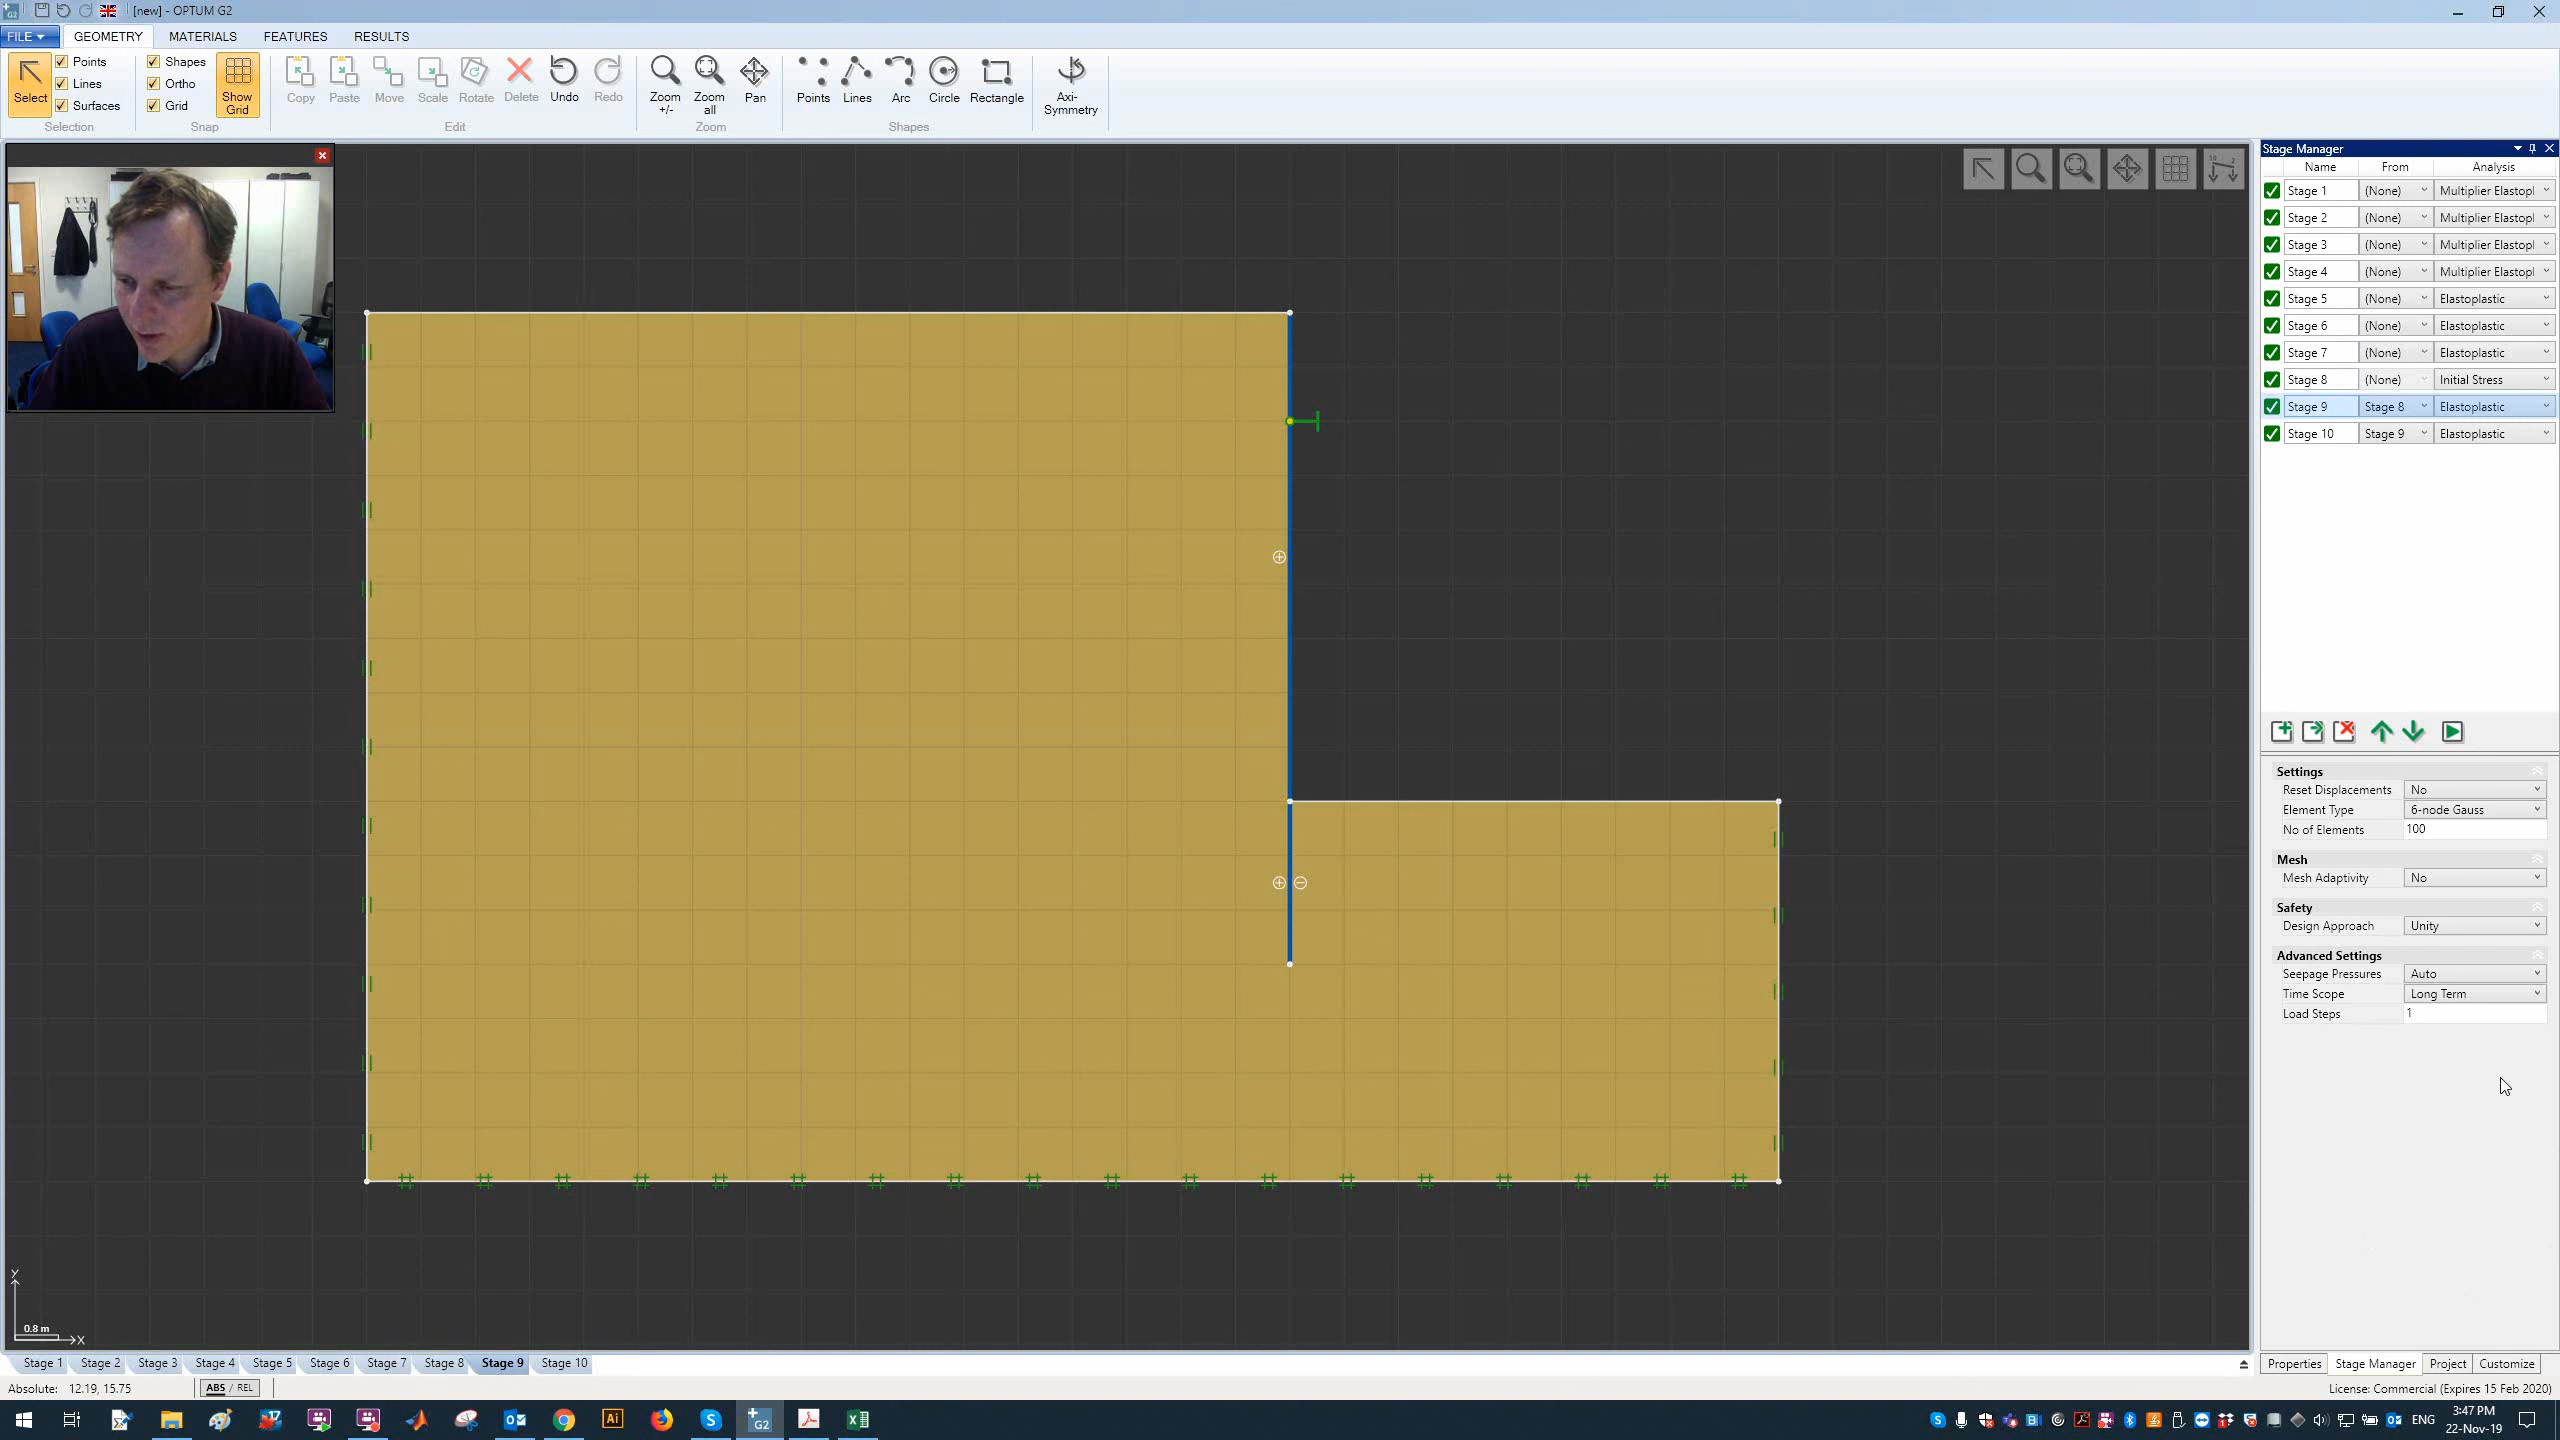 [new] - OPTUM G2
FILE GEOMETRY MATERIALS FEATURES RESULTS
Select
Points
Lines
Surfaces
Selection
Shapes
Ortho
Grid
Show Grid
Snap
Copy Paste Move Scale Rotate Delete Undo Redo
Edit
Zoom +/- Zoom all Pan
Zoom
Points Lines Arc Circle Rectangle
Shapes
Axi-Symmetry
Stage Manager
Name From Analysis
Stage 1 (None) Multiplier Elastopl
Stage 2 (None) Multiplier Elastopl
Stage 3 (None) Multiplier Elastopl
Stage 4 (None) Multiplier Elastopl
Stage 5 (None) Elastoplastic
Stage 6 (None) Elastoplastic
Stage 7 (None) Elastoplastic
Stage 8 (None) Initial Stress
Stage 9 Stage 8 Elastoplastic
Stage 10 Stage 9 Elastoplastic
Settings
Reset Displacements No
Element Type 6-node Gauss
No of Elements 100
Mesh
Mesh Adaptivity No
Safety
Design Approach Unity
Advanced Settings
Seepage Pressures Auto
Time Scope Long Term
Load Steps 1
Y
0.8 m
X
Stage 1 Stage 2 Stage 3 Stage 4 Stage 5 Stage 6 Stage 7 Stage 8 Stage 9 Stage 10
Properties Stage Manager Project Customize
Absolute: 12.19, 15.75 ABS / REL
License: Commercial (Expires 15 Feb 2020)
ENG
3:47 PM
22-Nov-19